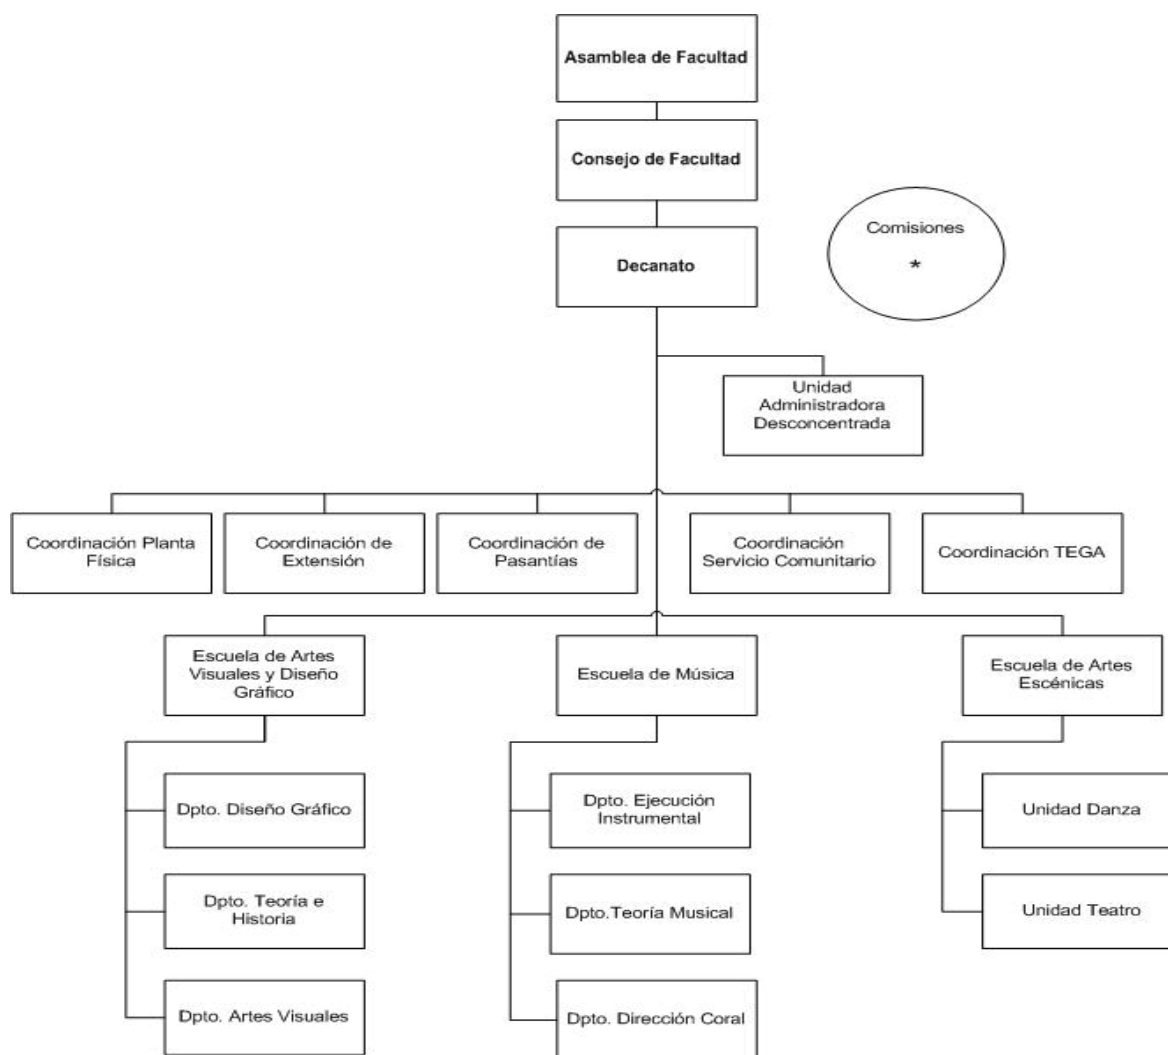 Asamblea de Facultad
Consejo de Facultad
Comisiones
*
Decanato
Unidad
Administradora
Desconcentrada
Coordinación Planta
Física
Coordinación de
Extensión
Coordinación de
Pasantías
Coordinación
Servicio Comunitario
Coordinación TEGA
Escuela de Artes
Visuales y Diseño
Gráfico
Escuela de Música
Escuela de Artes
Escénicas
Dpto. Diseño Gráfico
Dpto. Ejecución
Instrumental
Unidad Danza
Dpto. Teoría e
Historia
Dpto.Teoría Musical
Unidad Teatro
Dpto. Artes Visuales
Dpto. Dirección Coral